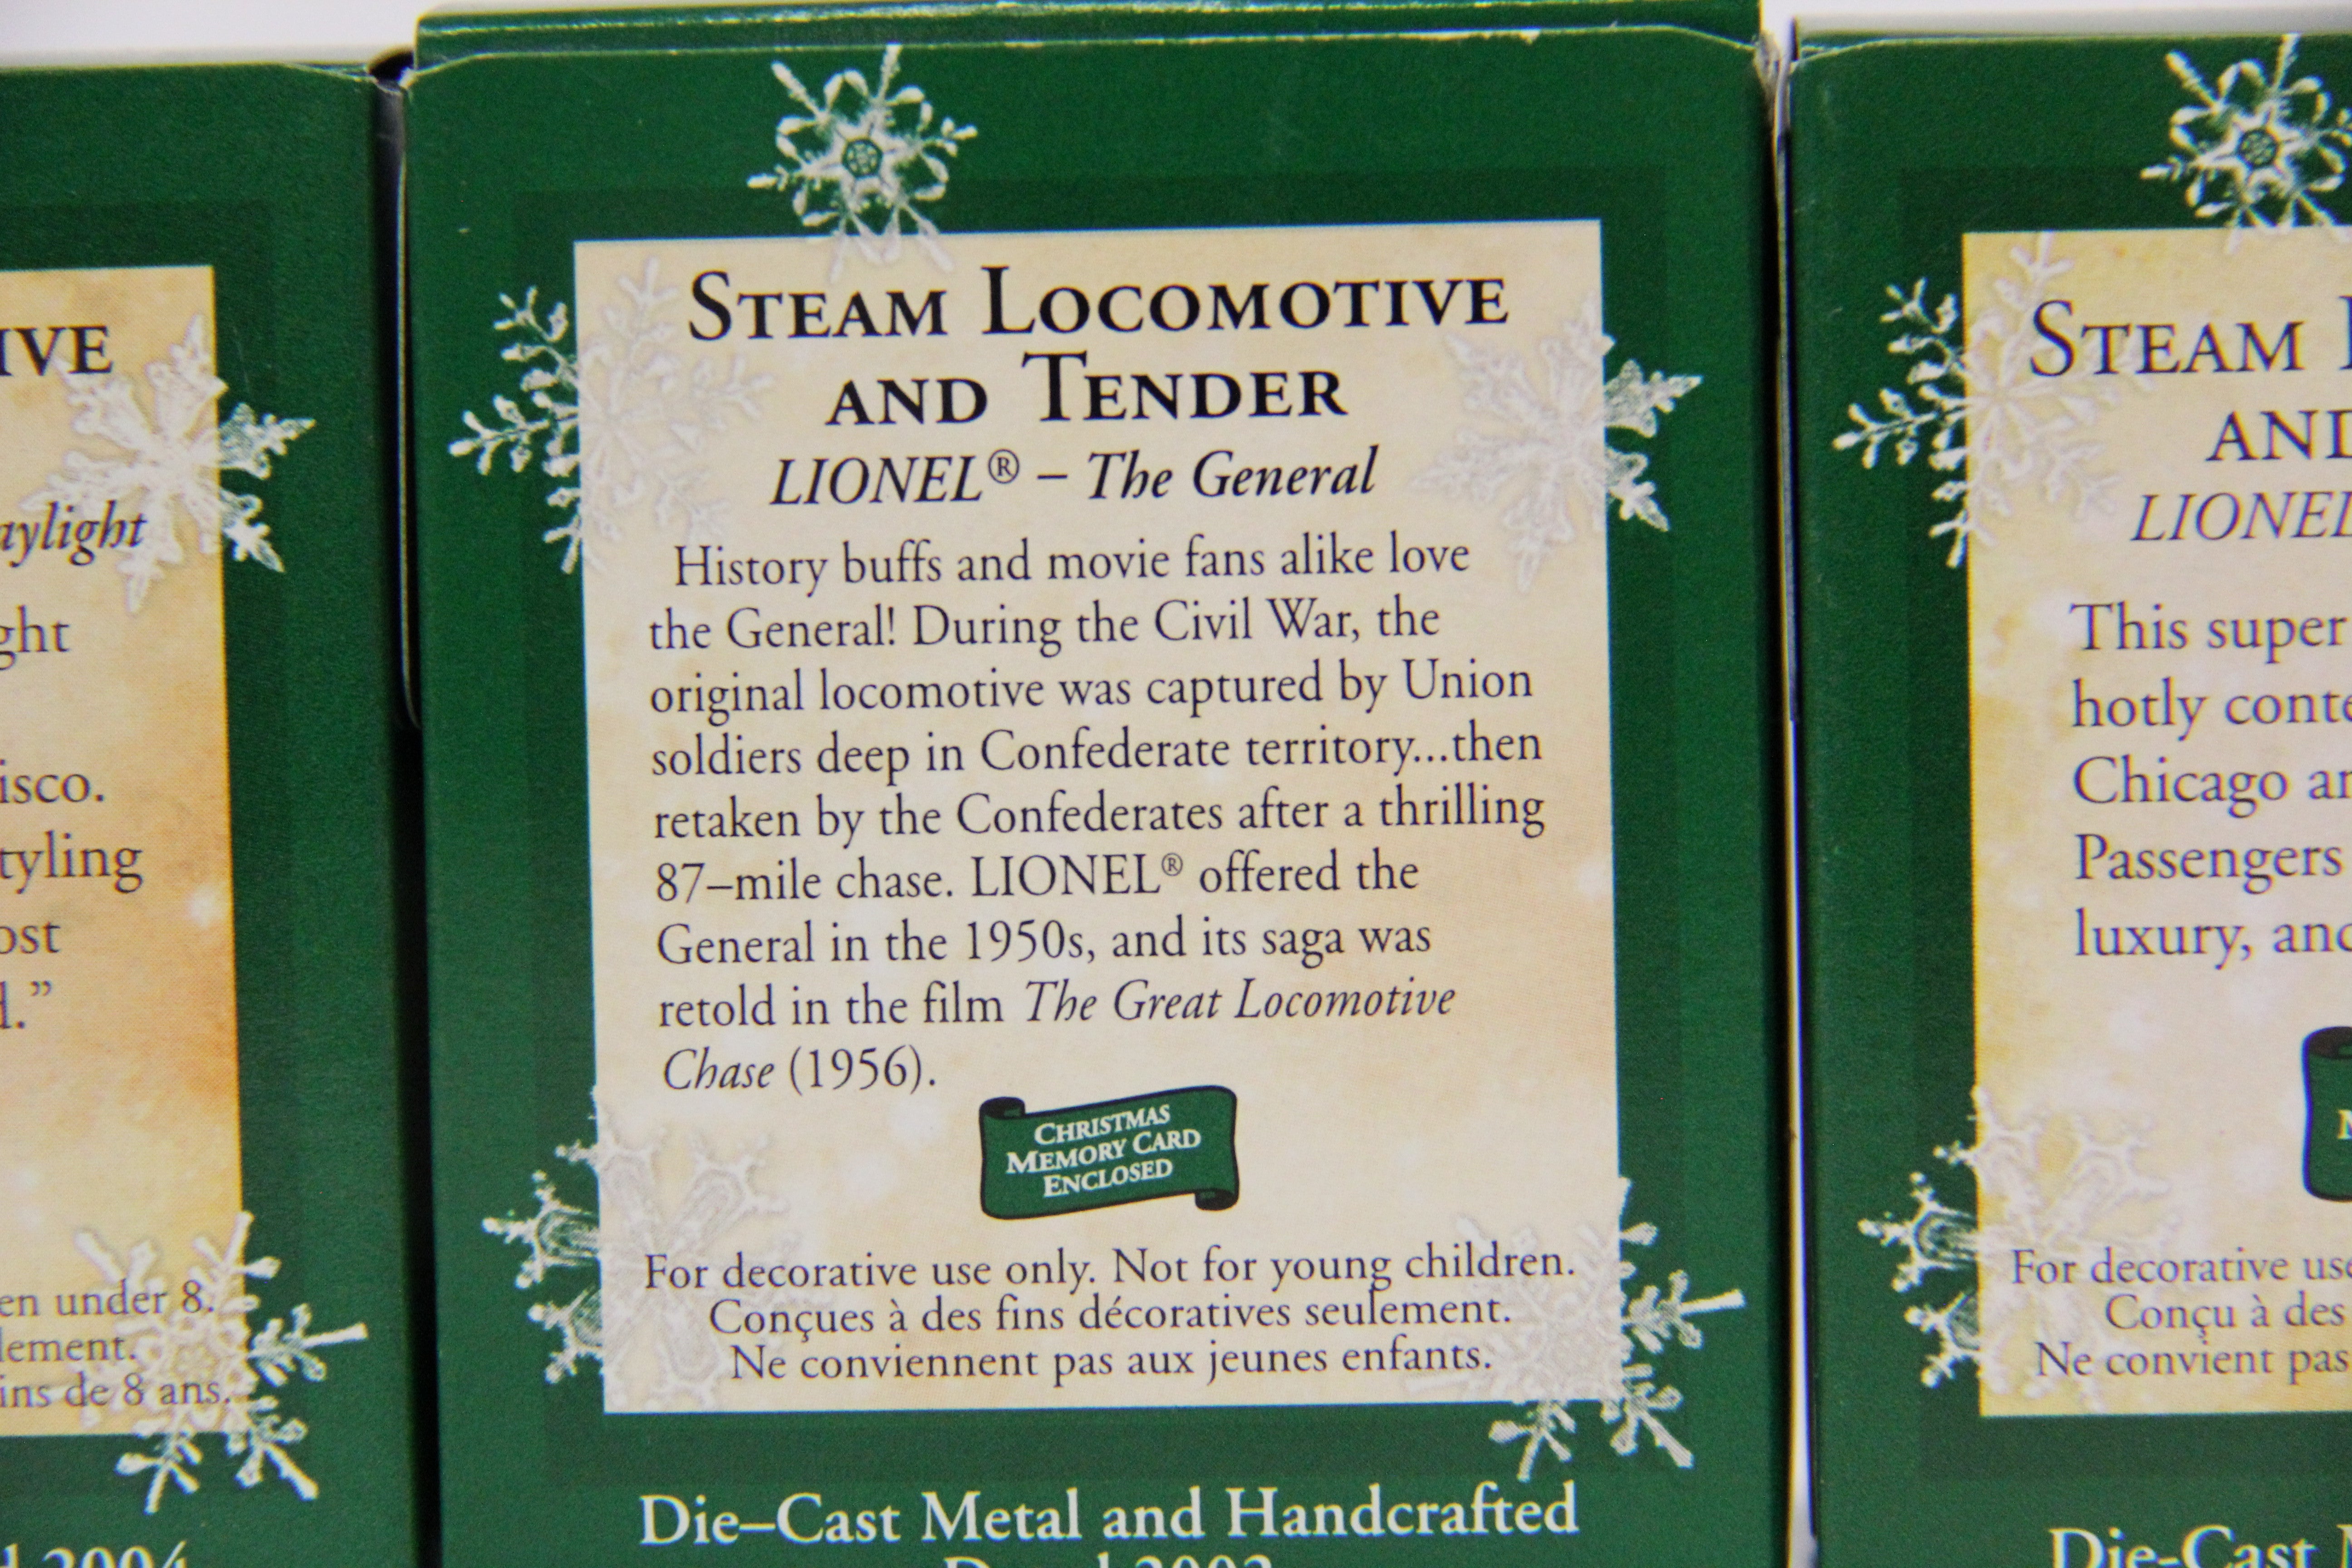 IVE
aylight
ght
isco.
tyling
ost
d.”
en under 8.
lement.
ins de 8 ans.
STEAM LOCOMOTIVE
AND TENDER
LIONEL® – The General
History buffs and movie fans alike love
the General! During the Civil War, the
original locomotive was captured by Union
soldiers deep in Confederate territory...then
retaken by the Confederates after a thrilling
87–mile chase. LIONEL® offered the
General in the 1950s, and its saga was
retold in the film The Great Locomotive
Chase (1956).
CHRISTMAS
MEMORY CARD
ENCLOSED
For decorative use only. Not for young children.
Conçues à des fins décoratives seulement.
Ne conviennent pas aux jeunes enfants.
Die–Cast Metal and Handcrafted
STEAM
AND
LIONEL
This super
hotly conte
Chicago an
Passengers
luxury, and
For decorative use
Conçu à des
Ne convient pas
Die-Cast